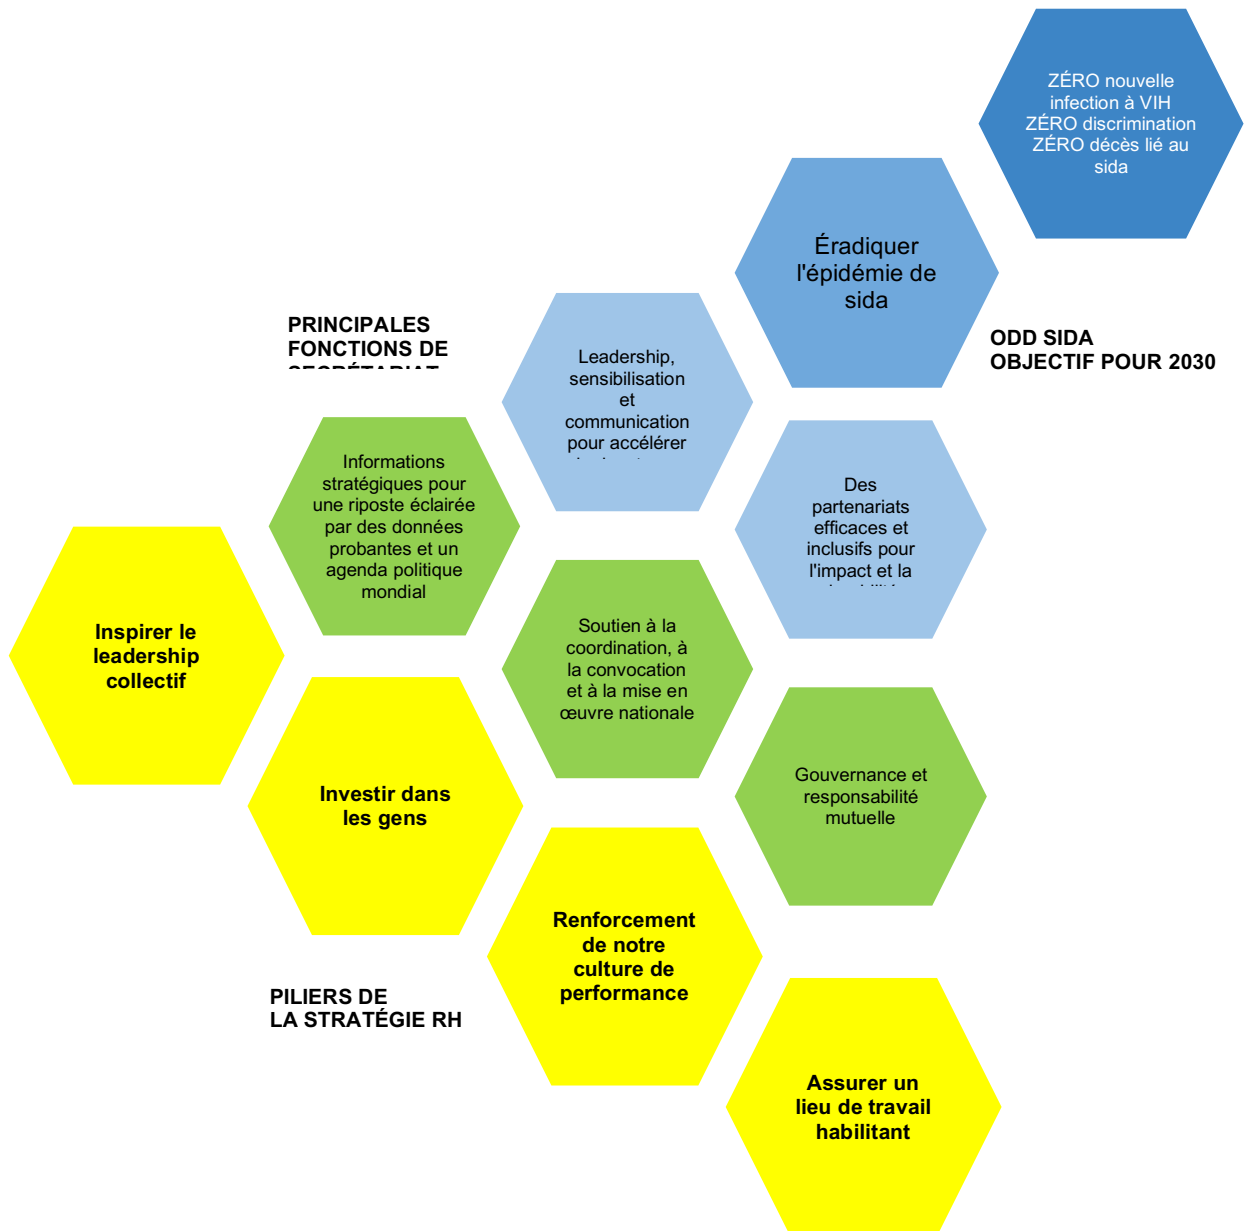 ZÉRO nouvelle
infection à VIH
ZÉRO discrimination
ZÉRO décès lié au
sida
Éradiquer
l'épidémie de
sida
ODD SIDA
OBJECTIF POUR 2030
PRINCIPALES
FONCTIONS DE
Leadership,
sensibilisation
et
communication
pour accélérer
Informations
stratégiques pour
une riposte éclairée
par des données
probantes et un
agenda politique
mondial
Des
partenariats
efficaces et
inclusifs pour
l'impact et la
Inspirer le
leadership
collectif
Soutien à la
coordination, à
la convocation
et à la mise en
œuvre nationale
Investir dans
les gens
Gouvernance et
responsabilité
mutuelle
Renforcement
de notre
culture de
performance
PILIERS DE
LA STRATÉGIE RH
Assurer un
lieu de travail
habilitant